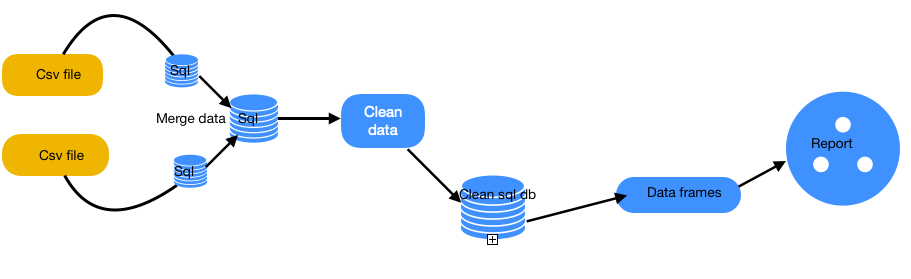 Csv file
Sql
Merge data
Sql
Csv file
Sql
Clean
data
Clean sql db
Data frames
Report